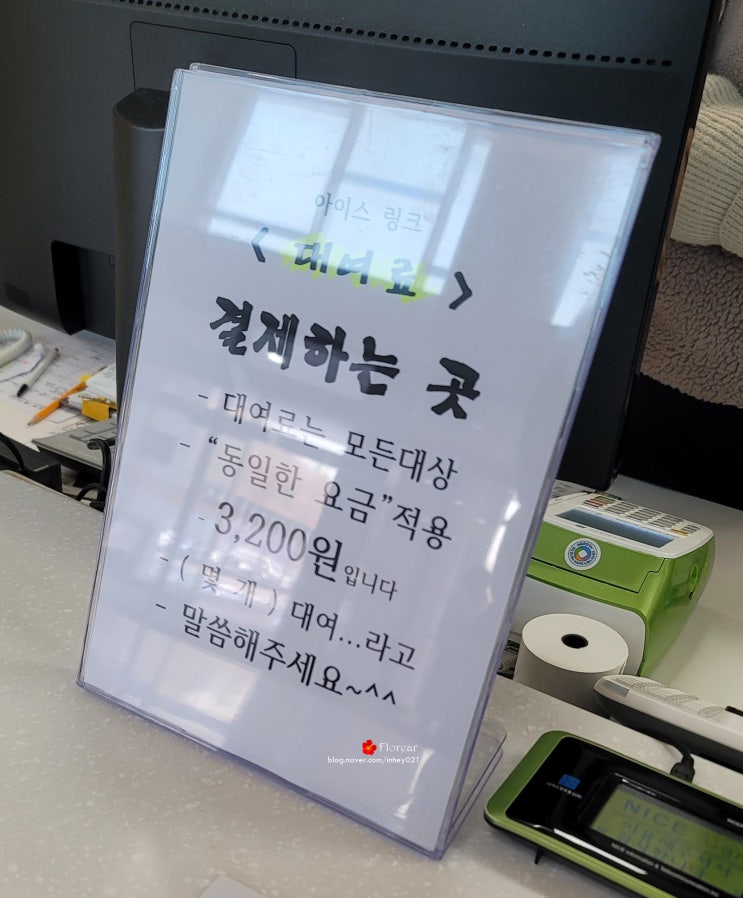 아이스 링크
< 대여료 >
결제하는 곳
- 대여료는 모든대상
- "동일한 요금"적용
- 3,200원입니다
- ( 몇 개 ) 대여...라고
- 말씀해주세요~^^
florear
blog.naver.com/inhey021
NICE